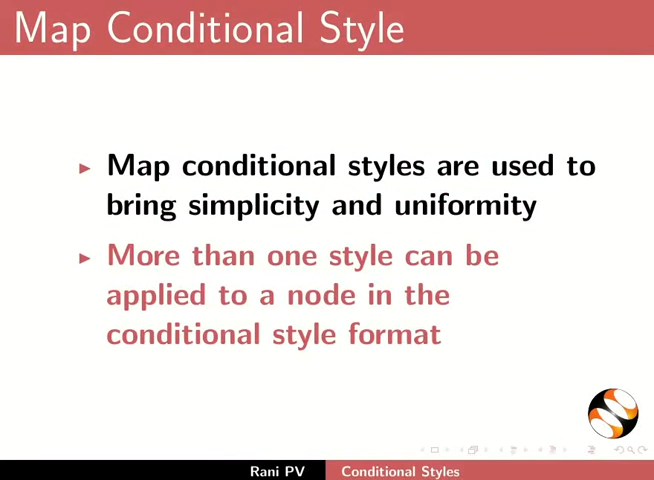 Map Conditional Style
Map conditional styles are used to
bring simplicity and uniformity
More than one style can be
applied to a node in the
conditional style format
Rani PV
Conditional Styles